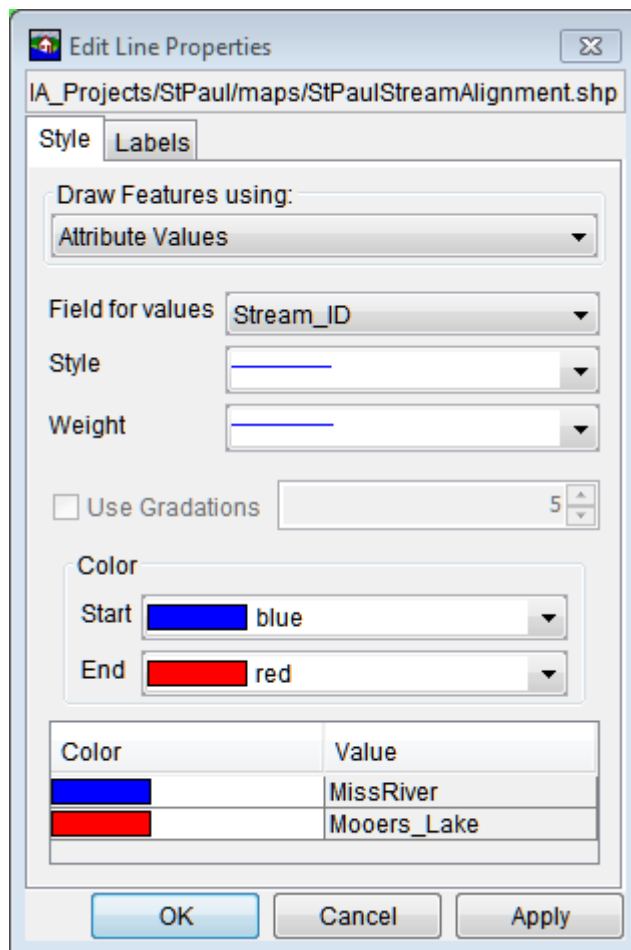 Edit Line Properties
IA_Projects/StPaul/maps/StPaulStreamAlignment.shp
Style Labels
Draw Features using:
Attribute Values
Field for values Stream_ID
Style
Weight
Use Gradations 5
Color
Start blue
End red
Color Value
MissRiver
Mooers_Lake
OK Cancel Apply